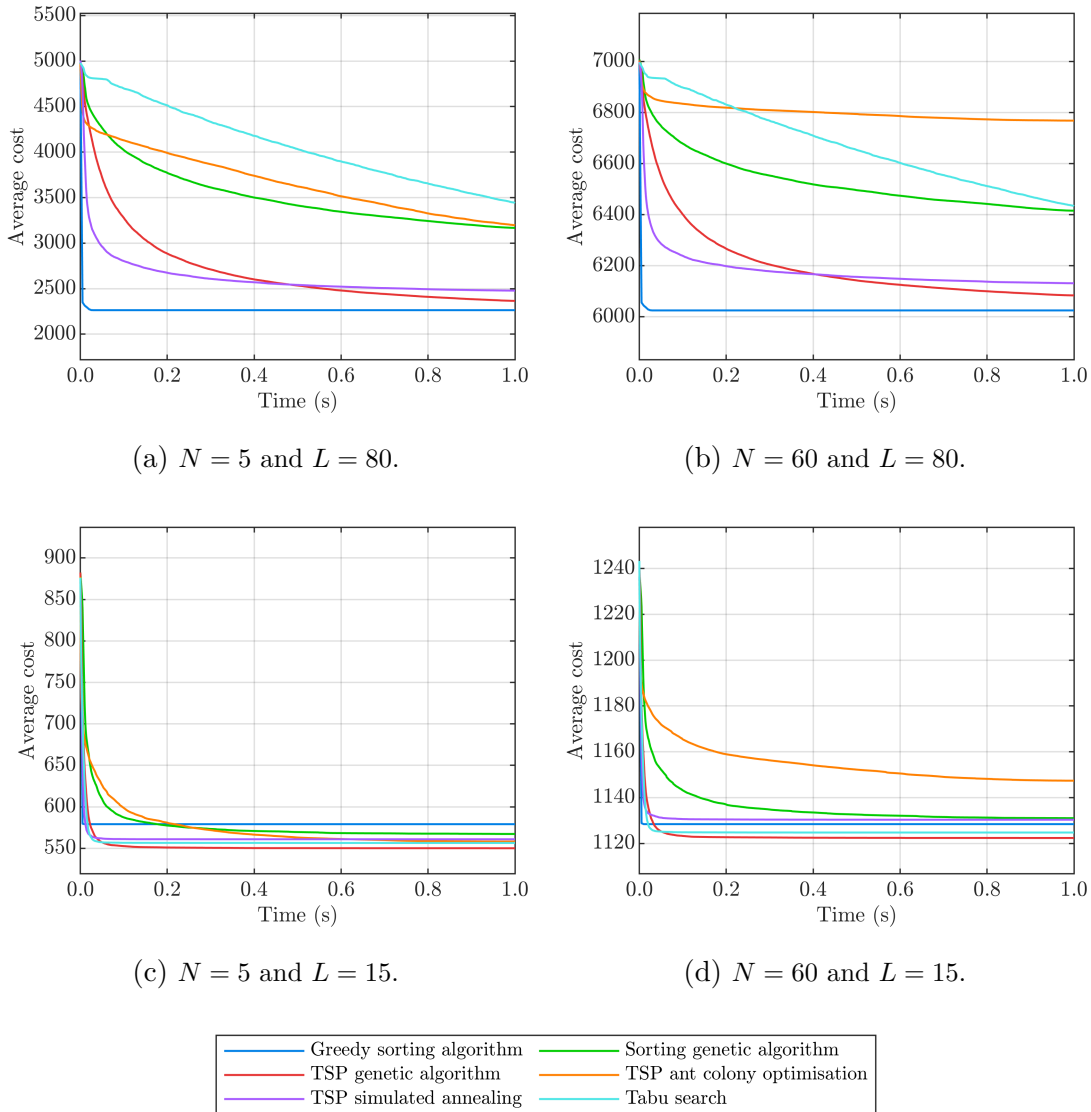 5500
5000
4500
4000
3500
3000
2500
2000
Average cost
0.0 0.2 0.4 0.6 0.8 1.0
Time (s)
(a) N = 5 and L = 80.
7000
6800
6600
6400
6200
6000
Average cost
0.0 0.2 0.4 0.6 0.8 1.0
Time (s)
(b) N = 60 and L = 80.
900
850
800
750
700
650
600
550
Average cost
0.0 0.2 0.4 0.6 0.8 1.0
Time (s)
(c) N = 5 and L = 15.
1240
1220
1200
1180
1160
1140
1120
Average cost
0.0 0.2 0.4 0.6 0.8 1.0
Time (s)
(d) N = 60 and L = 15.
Greedy sorting algorithm Sorting genetic algorithm
TSP genetic algorithm TSP ant colony optimisation
TSP simulated annealing Tabu search